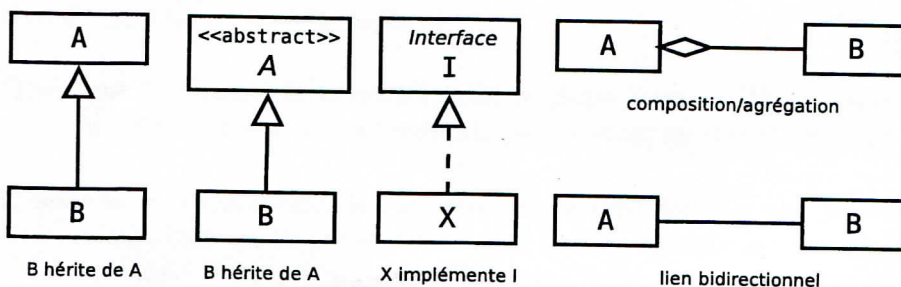 A
B
B hérite de A
<<abstract>>
A
B
B hérite de A
Interface
I
X
X implémente I
A
B
composition/agrégation
A
B
lien bidirectionnel